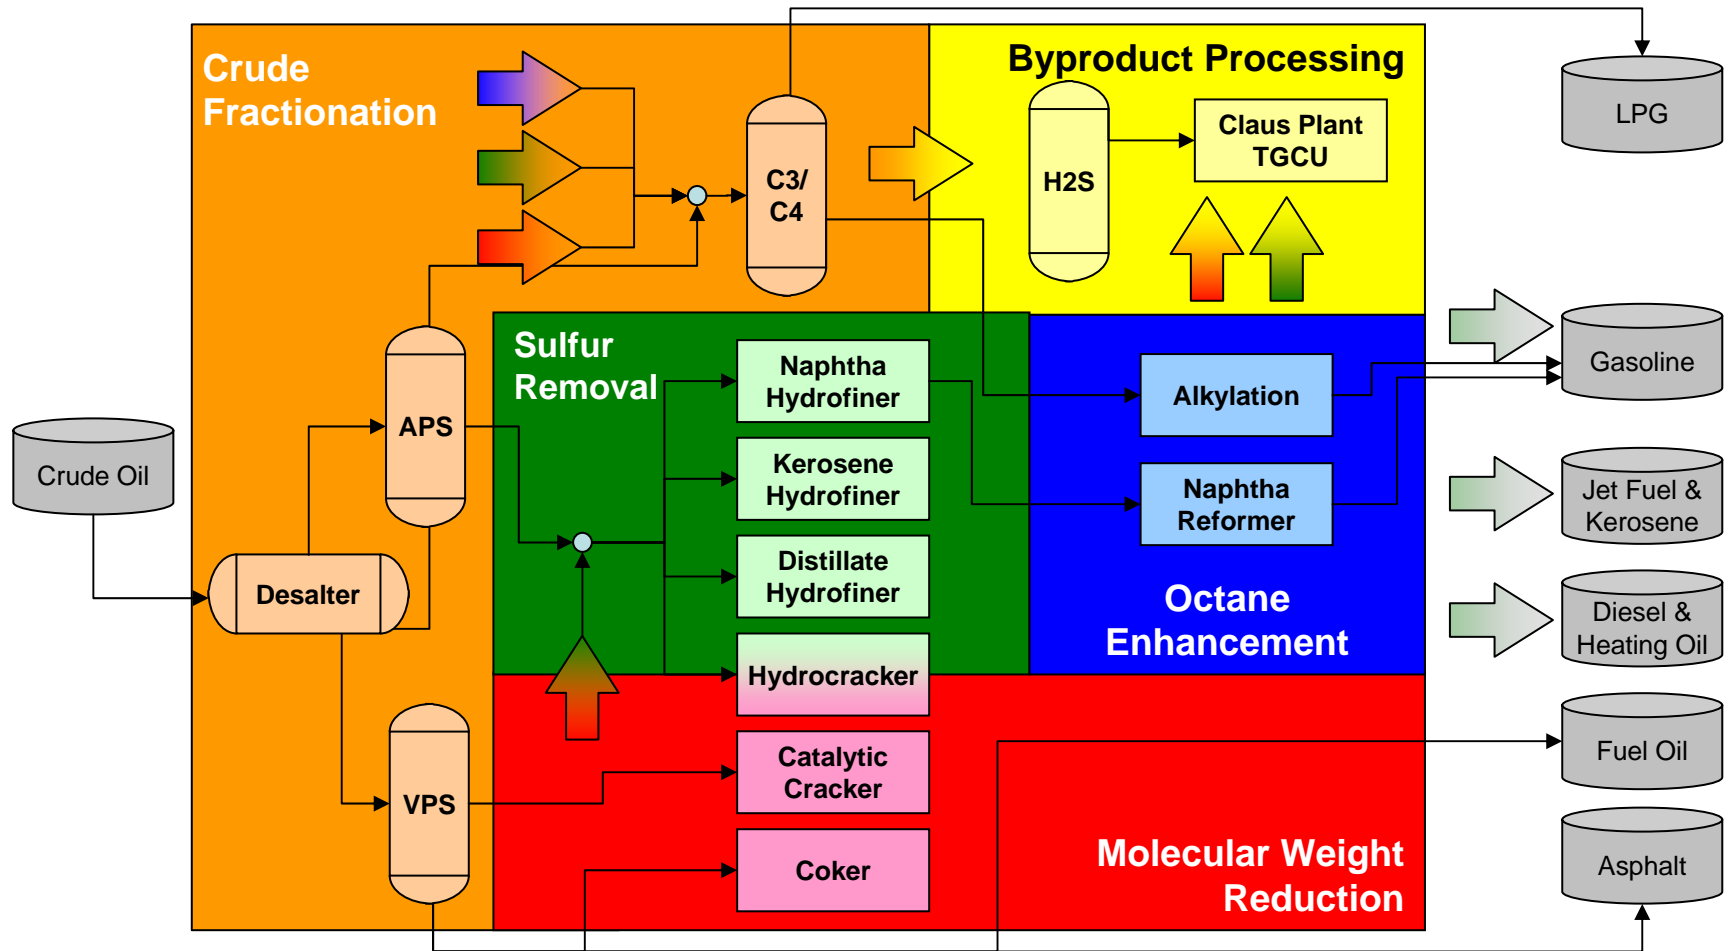 Crude
Fractionation
Byproduct Processing
LPG
Claus Plant
TGCU
C3/
C4
H2S
Sulfur
Removal
Naphtha
Hydrofiner
Alkylation
Gasoline
APS
Crude Oil
Kerosene
Hydrofiner
Naphtha
Reformer
Jet Fuel &
Kerosene
Desalter
Distillate
Hydrofiner
Octane
Enhancement
Diesel &
Heating Oil
Hydrocracker
VPS
Catalytic
Cracker
Fuel Oil
Coker
Molecular Weight
Reduction
Asphalt